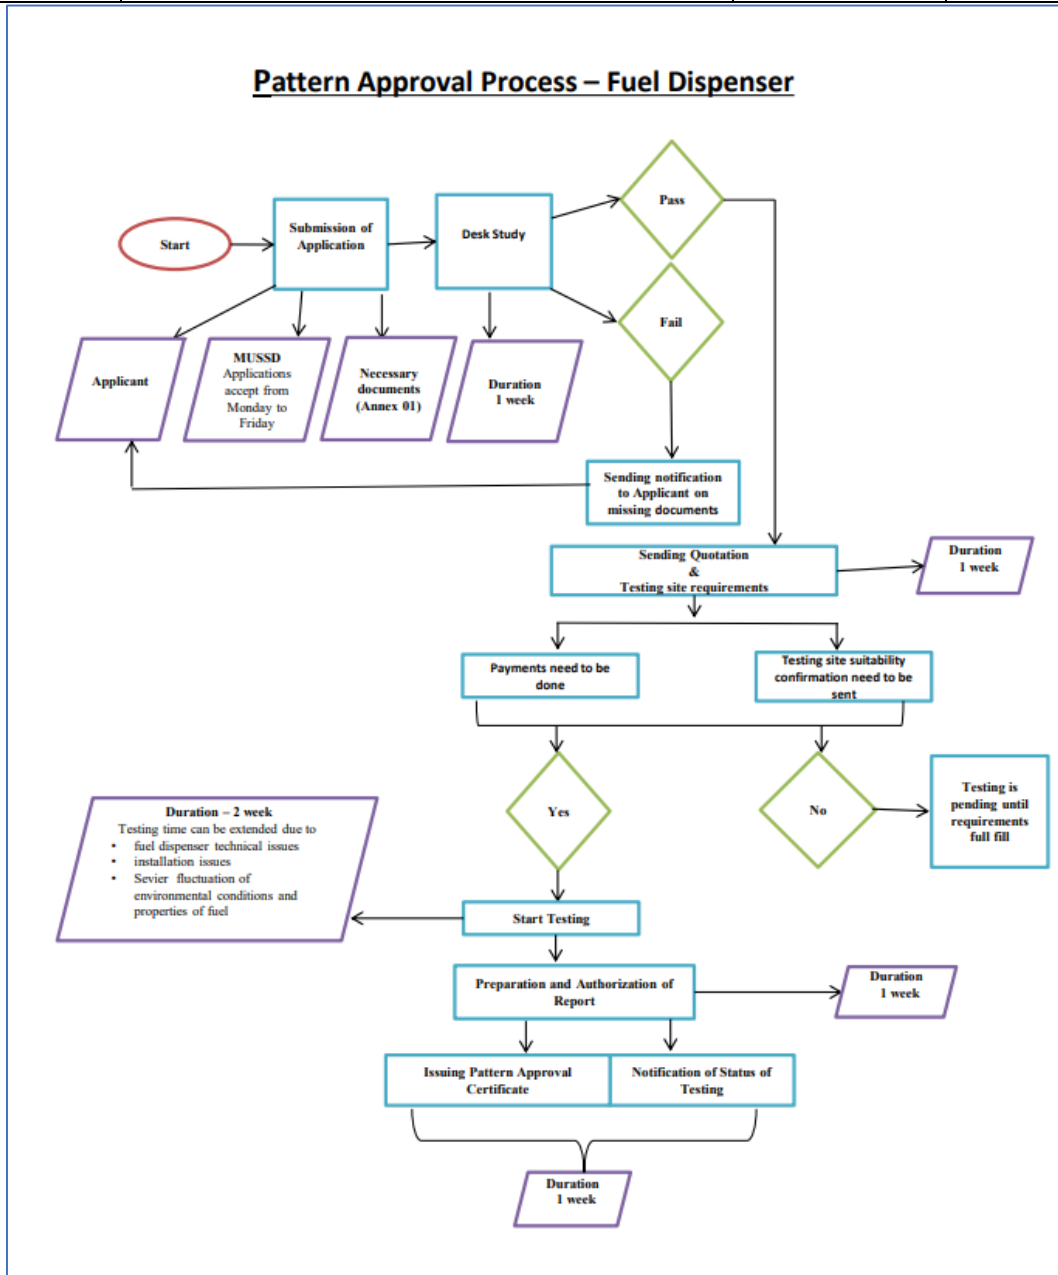 Pattern Approval Process – Fuel Dispenser
Pass
Start
Submission of
Application
Desk Study
Fail
Applicant
MUSSD
Applications
accept from
Monday to
Friday
Necessary
documents
(Annex 01)
Duration
1 week
Sending notification
to Applicant on
missing documents
Sending Quotation
&
Testing site requirements
Duration
1 week
Payments need to be
done
Testing site suitability
confirmation need to be
sent
Yes
No
Testing is
pending until
requirements
full fill
Duration – 2 week
Testing time can be extended due to
• fuel dispenser technical issues
• installation issues
• Sevier fluctuation of
environmental conditions and
properties of fuel
Start Testing
Preparation and Authorization of
Report
Duration
1 week
Issuing Pattern Approval
Certificate
Notification of Status of
Testing
Duration
1 week